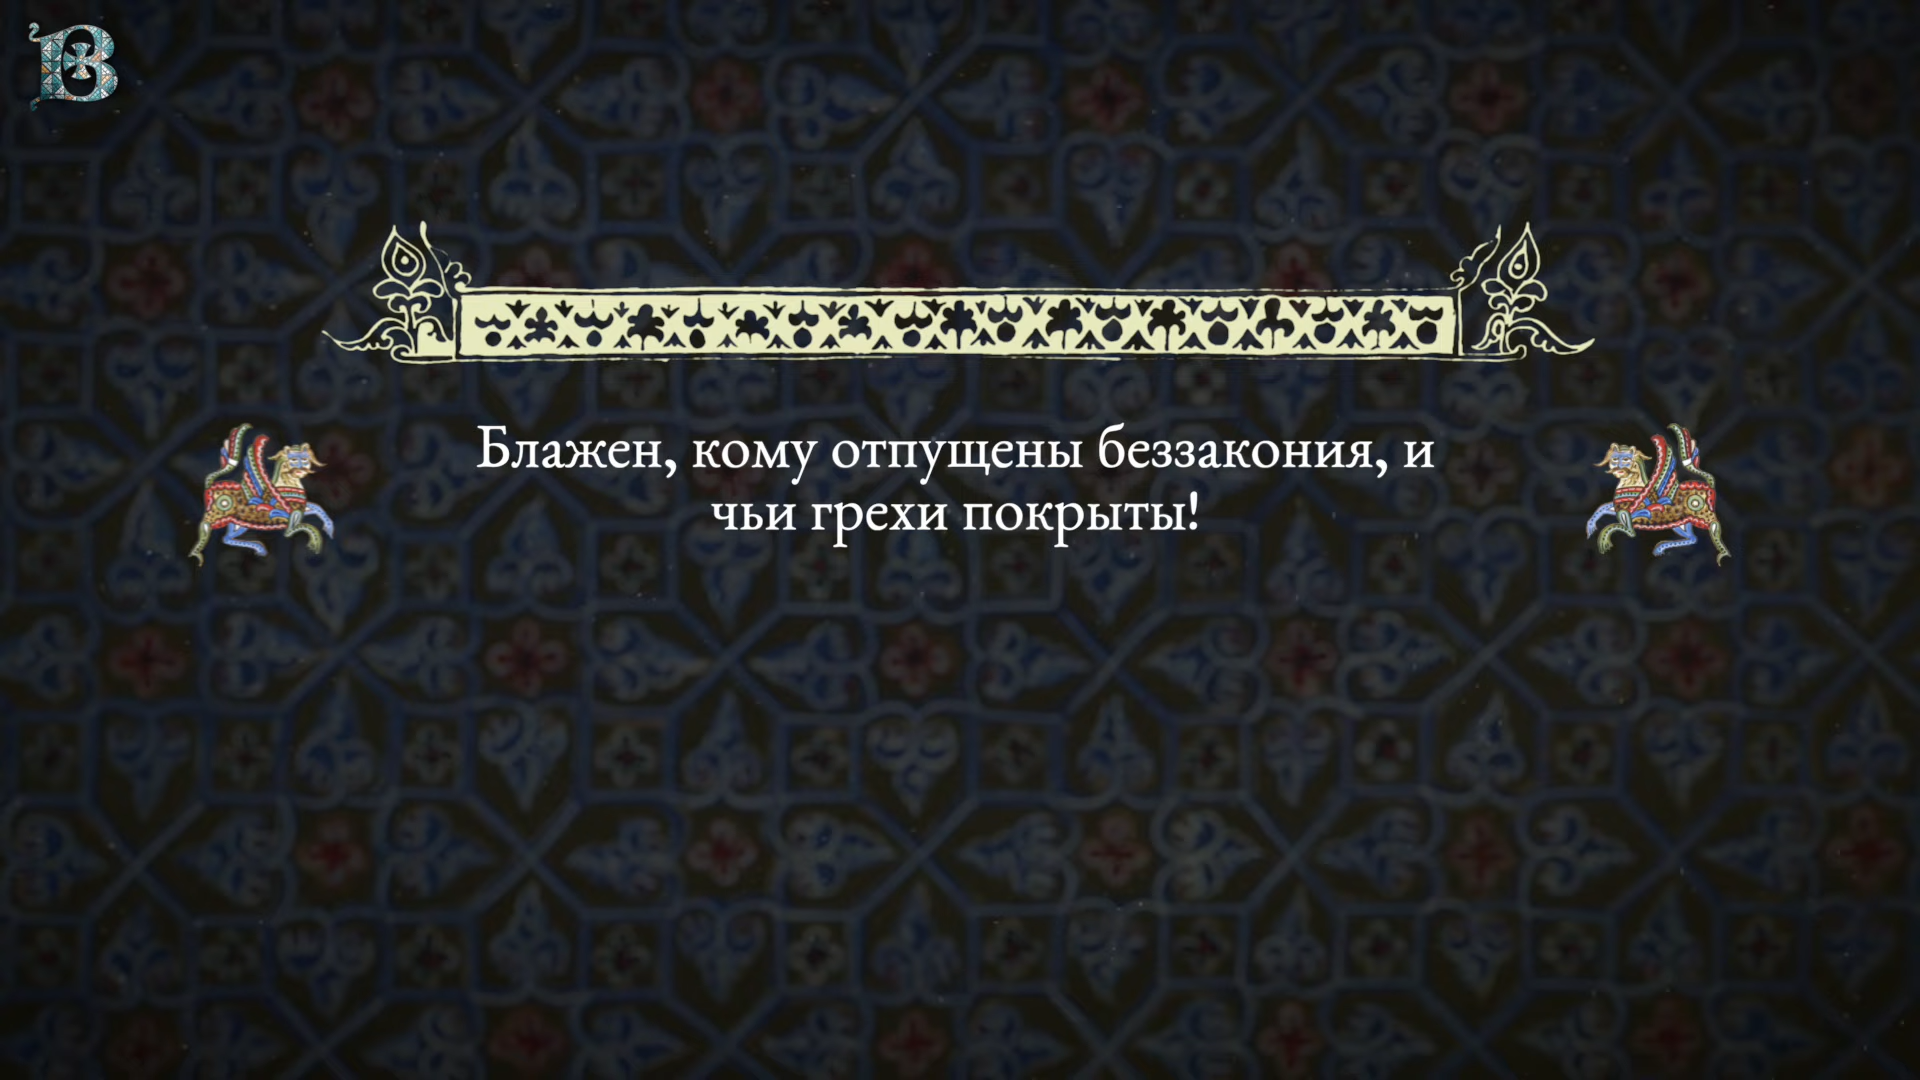 Блажен, кому отпущены беззакония, и
чьи грехи покрыты!